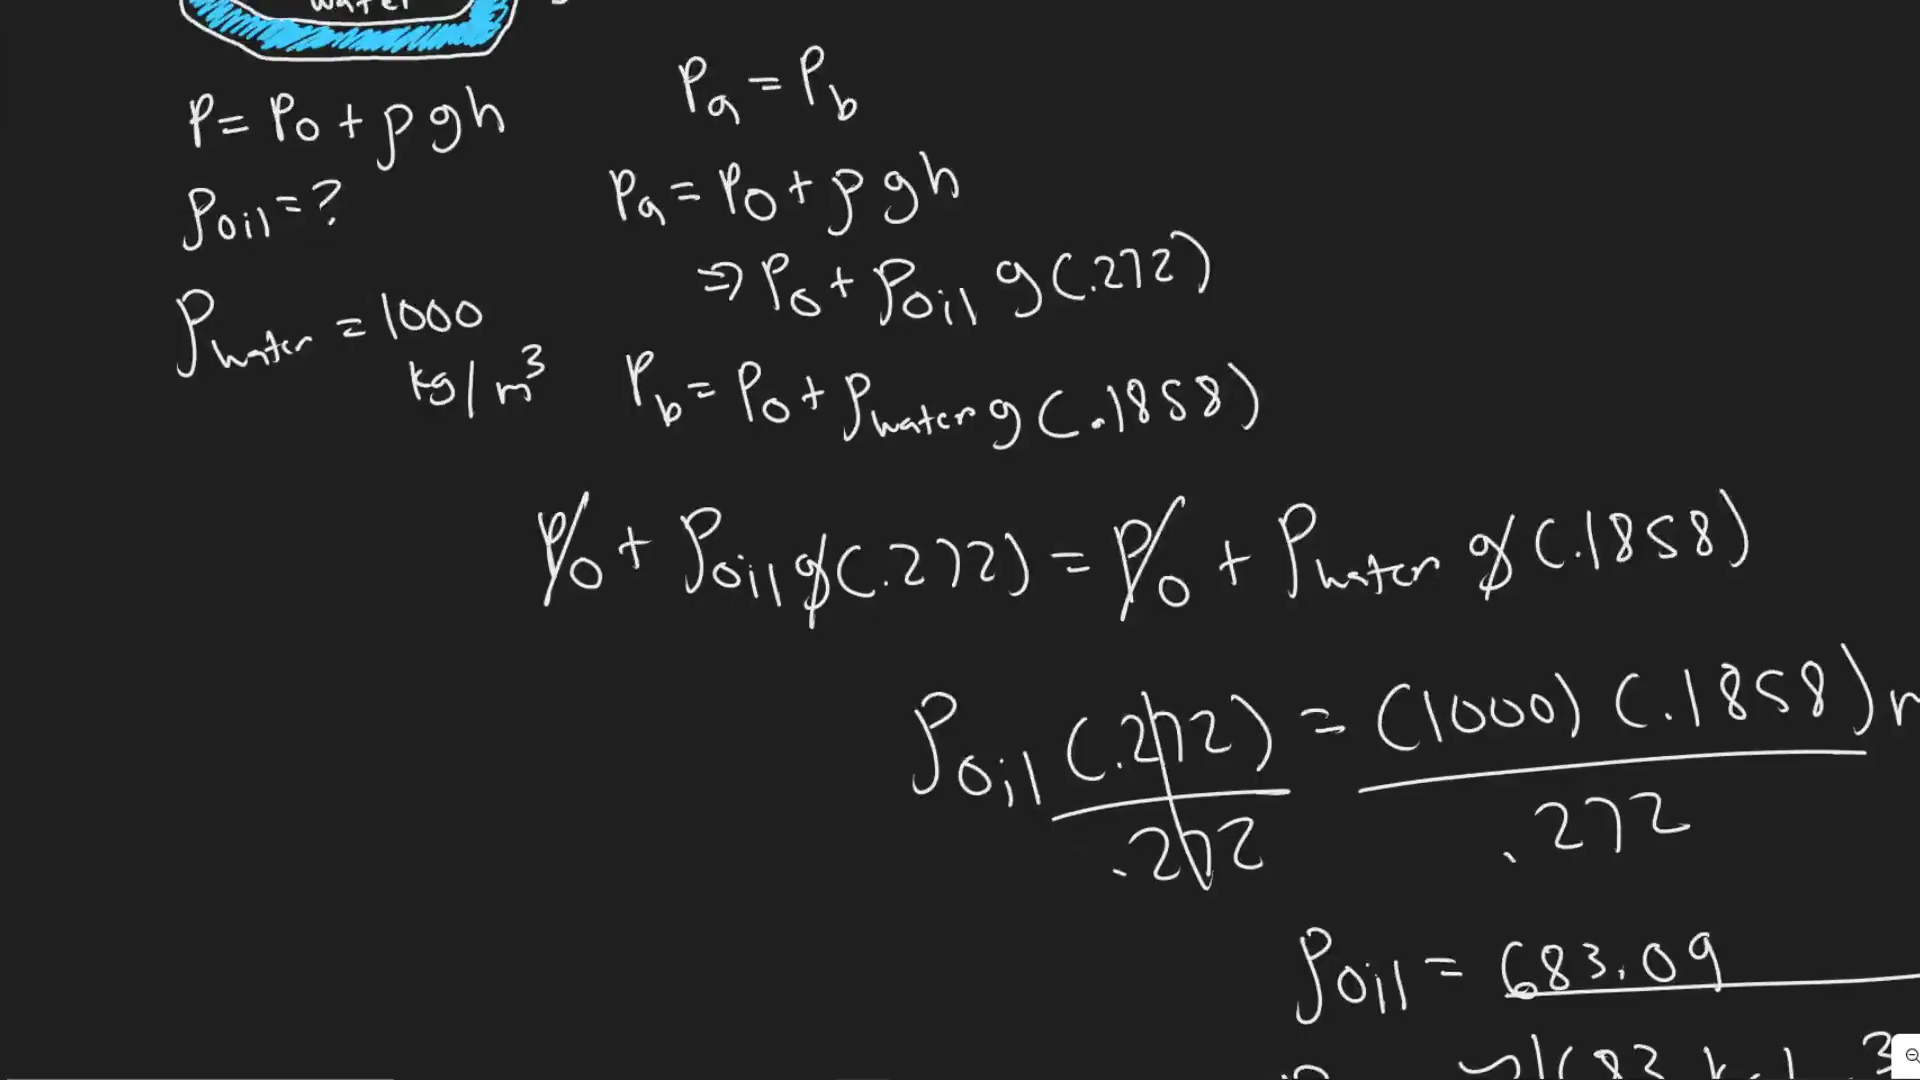 water
P = P₀ + ρgh
ρoil = ?
ρwater = 1000
kg/m³
Pa = Pb
Pa = P₀ + ρgh
⇒ P₀ + ρoil g(.272)
Pb = P₀ + ρwater g(.1858)
P₀ + ρoil g(.272) = P₀ + ρwater g(.1858)
ρoil (.272) = (1000)(.1858)
.272 .272
ρoil = 683.09